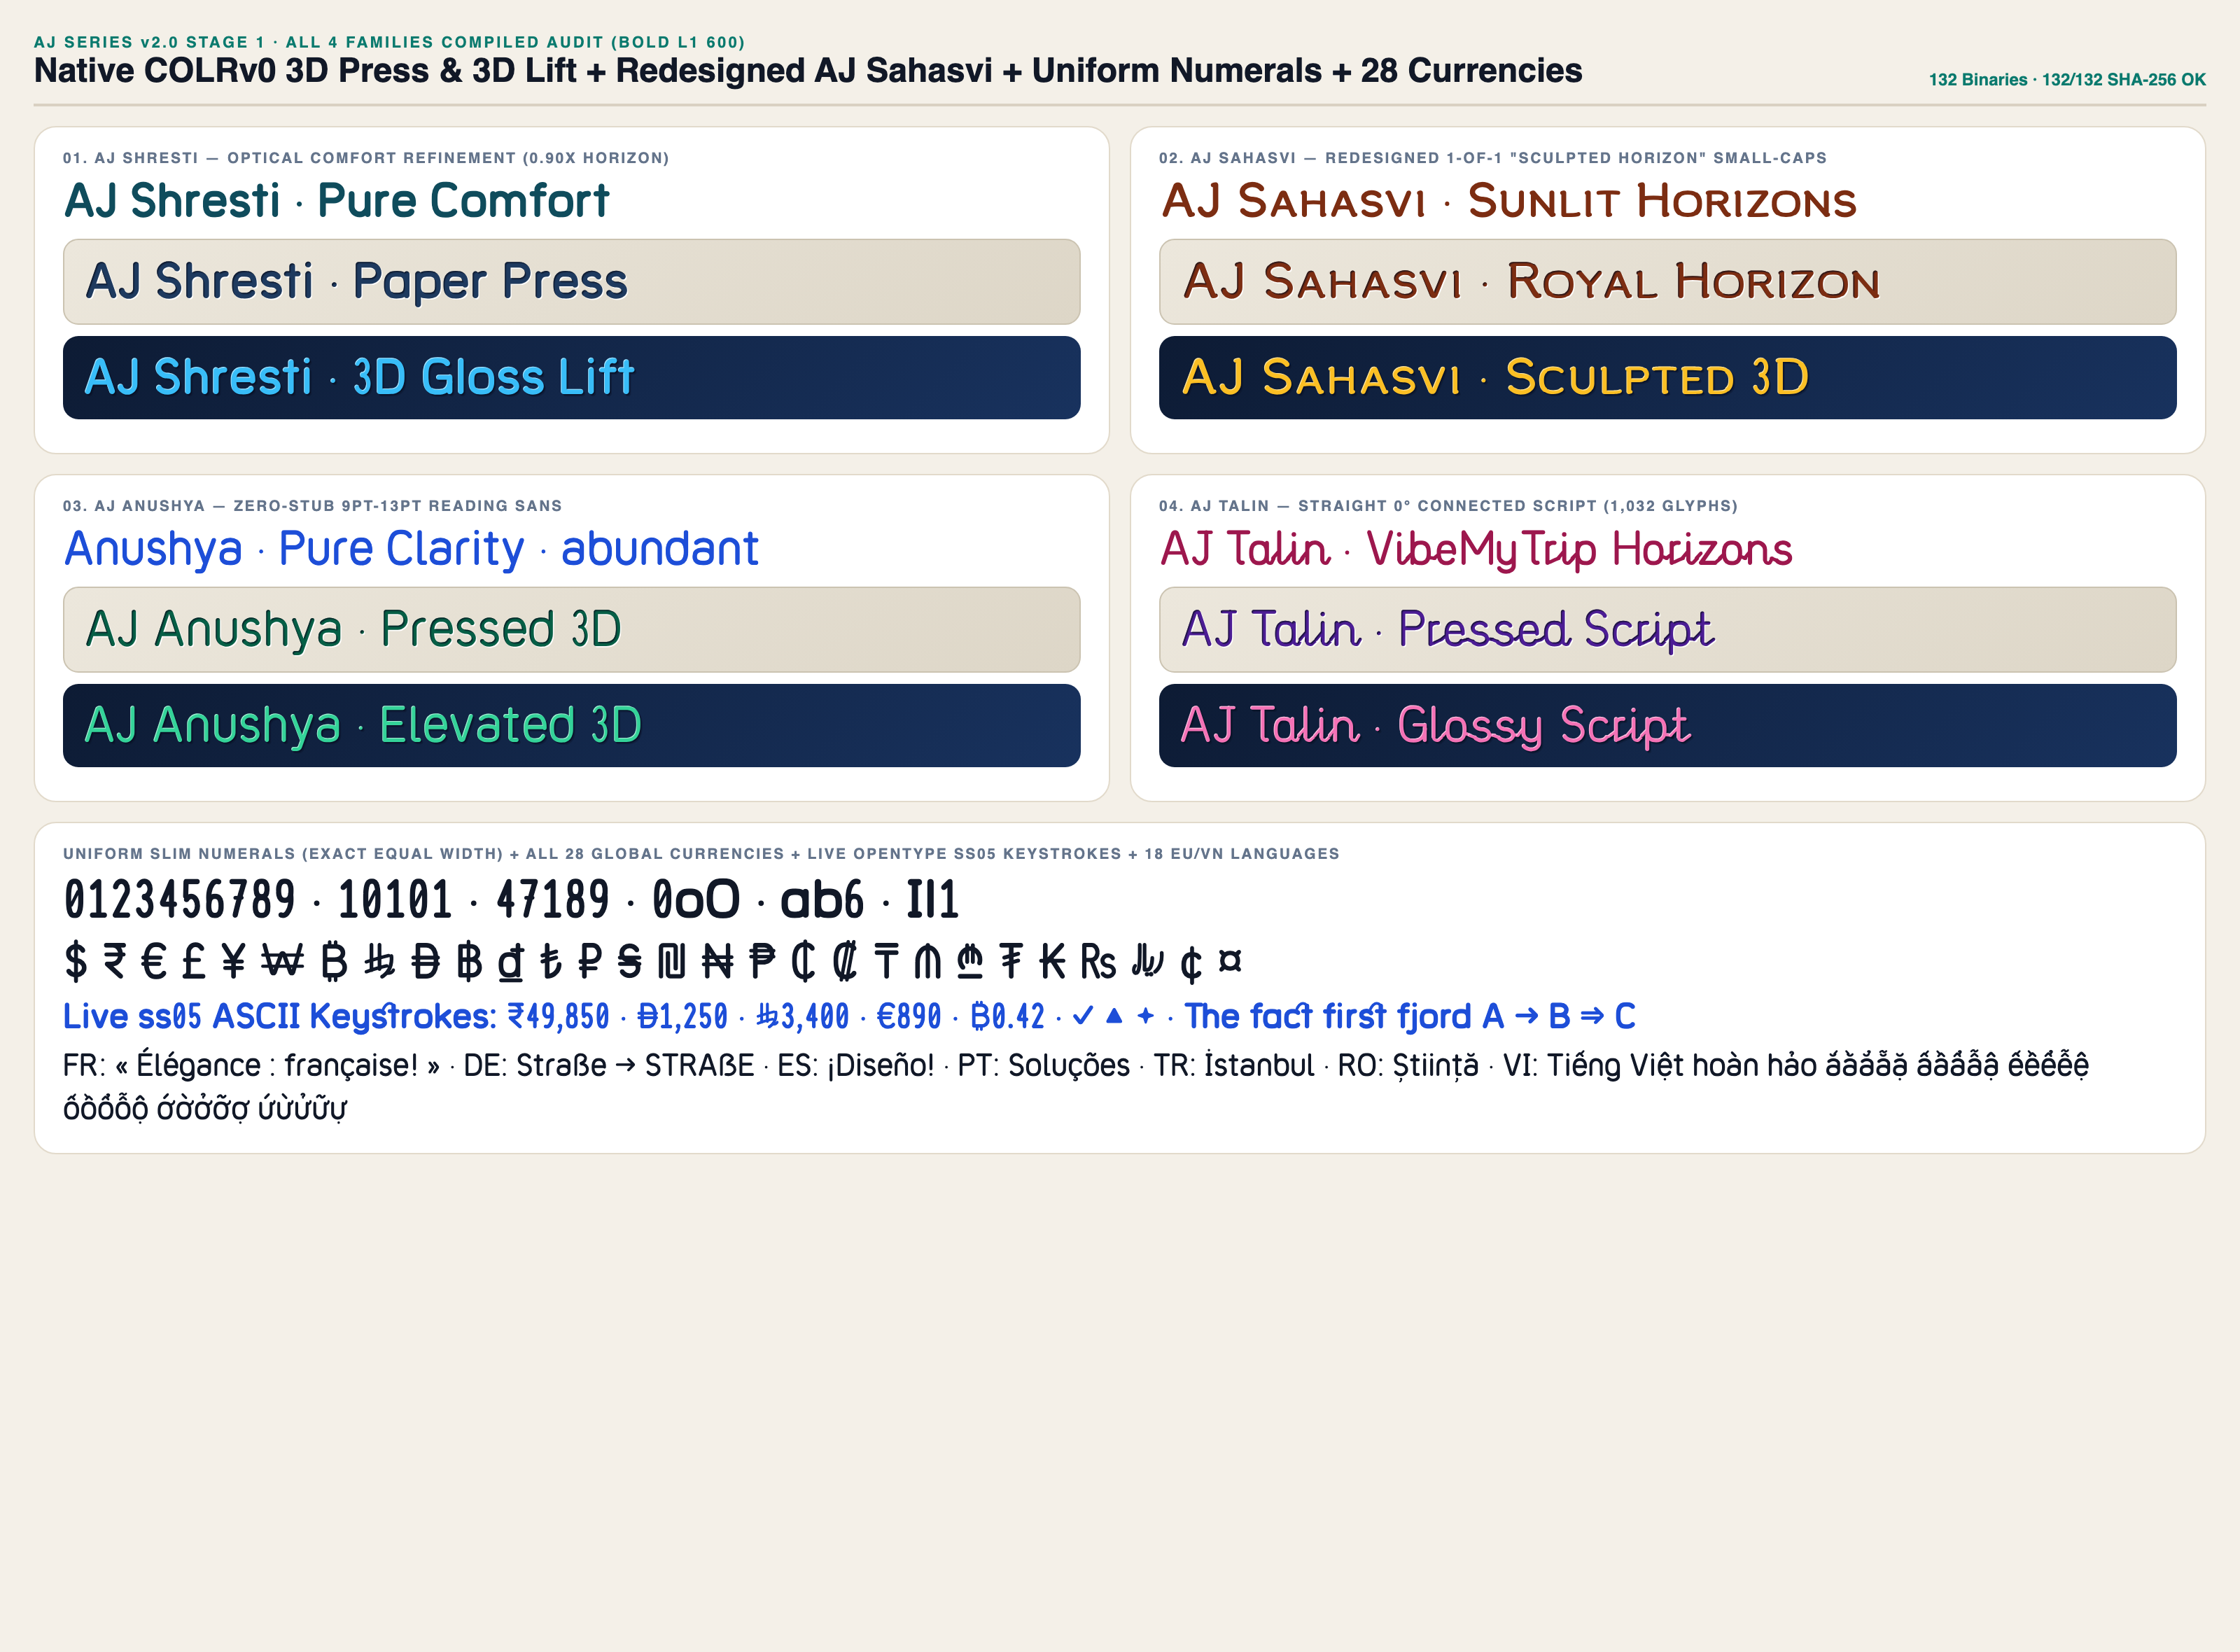 AJ SERIES v2.0 STAGE 1 · ALL 4 FAMILIES COMPILED AUDIT (BOLD L1 600)
Native COLRv0 3D Press & 3D Lift + Redesigned AJ Sahasvi + Uniform Numerals + 28 Currencies
132 Binaries · 132/132 SHA-256 OK
01. AJ SHRESTI — OPTICAL COMFORT REFINEMENT (0.90X HORIZON)
AJ Shresti · Pure Comfort
AJ Shresti · Paper Press
AJ Shresti · 3D Gloss Lift
02. AJ SAHASVI — REDESIGNED 1-OF-1 "SCULPTED HORIZON" SMALL-CAPS
AJ SAHASVI · SUNLIT HORIZONS
AJ SAHASVI · ROYAL HORIZON
AJ SAHASVI · SCULPTED 3D
03. AJ ANUSHYA — ZERO-STUB 9PT-13PT READING SANS
Anushya · Pure Clarity · abundant
AJ Anushya · Pressed 3D
AJ Anushya · Elevated 3D
04. AJ TALIN — STRAIGHT 0° CONNECTED SCRIPT (1,032 GLYPHS)
AJ Talin · VibeMyTrip Horizons
AJ Talin · Pressed Script
AJ Talin · Glossy Script
UNIFORM SLIM NUMERALS (EXACT EQUAL WIDTH) + ALL 28 GLOBAL CURRENCIES + LIVE OPENTYPE SS05 KEYSTROKES + 18 EU/VN LANGUAGES
0123456789 · 10101 · 47189 · 0oO · ab6 · Il1
$ ₹ € £ ¥ ₩ ₿ ฿ ₫ ₺ ₽ ₪ ₦ ₱ ₵ ₡ ₸ ₼ ₾ ₮ ₭ ₨ ¢ ¤
Live ss05 ASCII Keystrokes: ₹49,850 · 1,250 · 3,400 · €890 · ₿0.42 · ✓ ▲ ✦ · The fact first fjord A → B ⇒ C
FR: « Élégance : française! » · DE: Straße → STRAẞE · ES: ¡Diseño! · PT: Soluções · TR: İstanbul · RO: Știință · VI: Tiếng Việt hoàn hảo ắằẳẵặ ấầẩẫậ ếềểễệ
ốồổỗộ ớờởỡợ ứừửữự